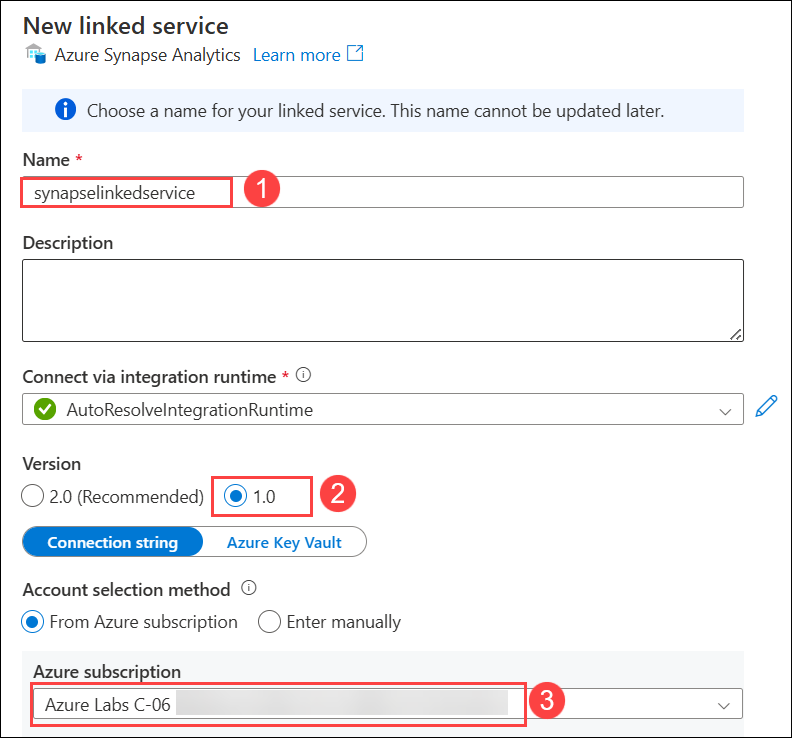 New linked service
Azure Synapse Analytics Learn more
Choose a name for your linked service. This name cannot be updated later.
Name *
synapselinkedservice
1
Description
Connect via integration runtime *
AutoResolveIntegrationRuntime
Version
2.0 (Recommended) 1.0 2
Connection string Azure Key Vault
Account selection method
From Azure subscription Enter manually
Azure subscription
Azure Labs C-06
3